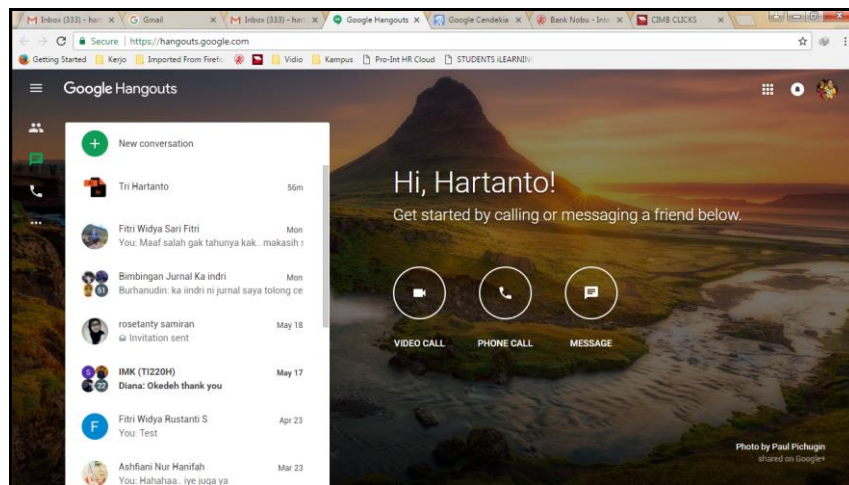 Inbox (333) - har
Gmail
Inbox (333) - har
Google Hangouts
Google Cendekia
Bank Nobu - Inte
CIMB CLICKS
Secure | https://hangouts.google.com
Getting Started
Kerjo
Imported From Firefo
Vidio
Kampus
Pro-Int HR Cloud
STUDENTS iLEARNIN
Google Hangouts
New conversation
Tri Hartanto 56m
Fitri Widya Sari Fitri Mon
You: Maaf salah gak tahunya kak.. makasih s
Bimbingan Jurnal Ka indri Mon
51 Burhanudin: ka iindri ni jurnal saya tolong ce
rosetanty samiran May 18
Invitation sent
S IMK (TI220H) May 17
22 Diana: Okedeh thank you
F Fitri Widya Rustanti S Apr 23
You: Test
Ashfiani Nur Hanifah Mar 23
You: Hahahaa.. iye juga ya
Hi, Hartanto!
Get started by calling or messaging a friend below.
VIDEO CALL
PHONE CALL
MESSAGE
Photo by Paul Pichugin
shared on Google+